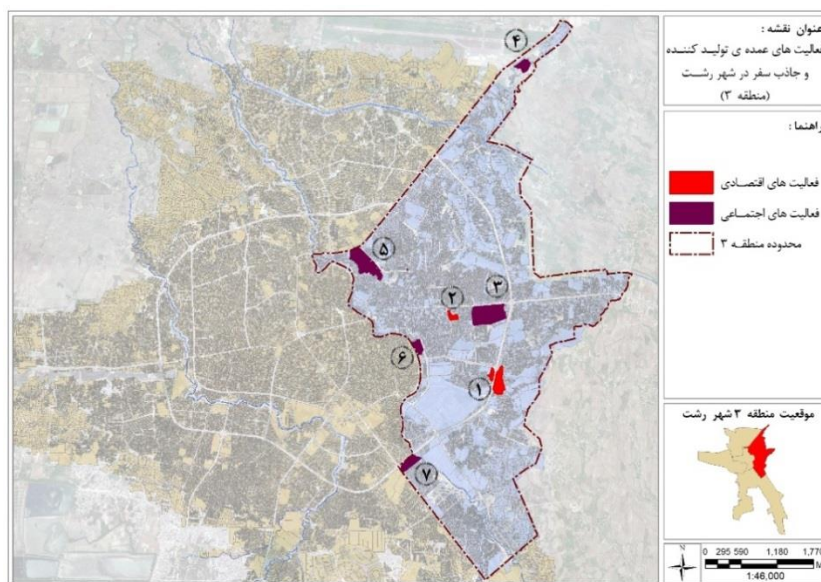 عنوان نقشه :
فعالیت های عمده ی تولید کننده
و جاذب سفر در شهر رشت
(منطقه ۳)
راهنما :
فعالیت های اقتصادی
فعالیت های اجتماعی
محدوده منطقه ۳
۴
۵
۳
۲
۶
۱
۷
موقعیت منطقه ۳ شهر رشت
N
0 295 590 1,180 1,770
M
1:46,000